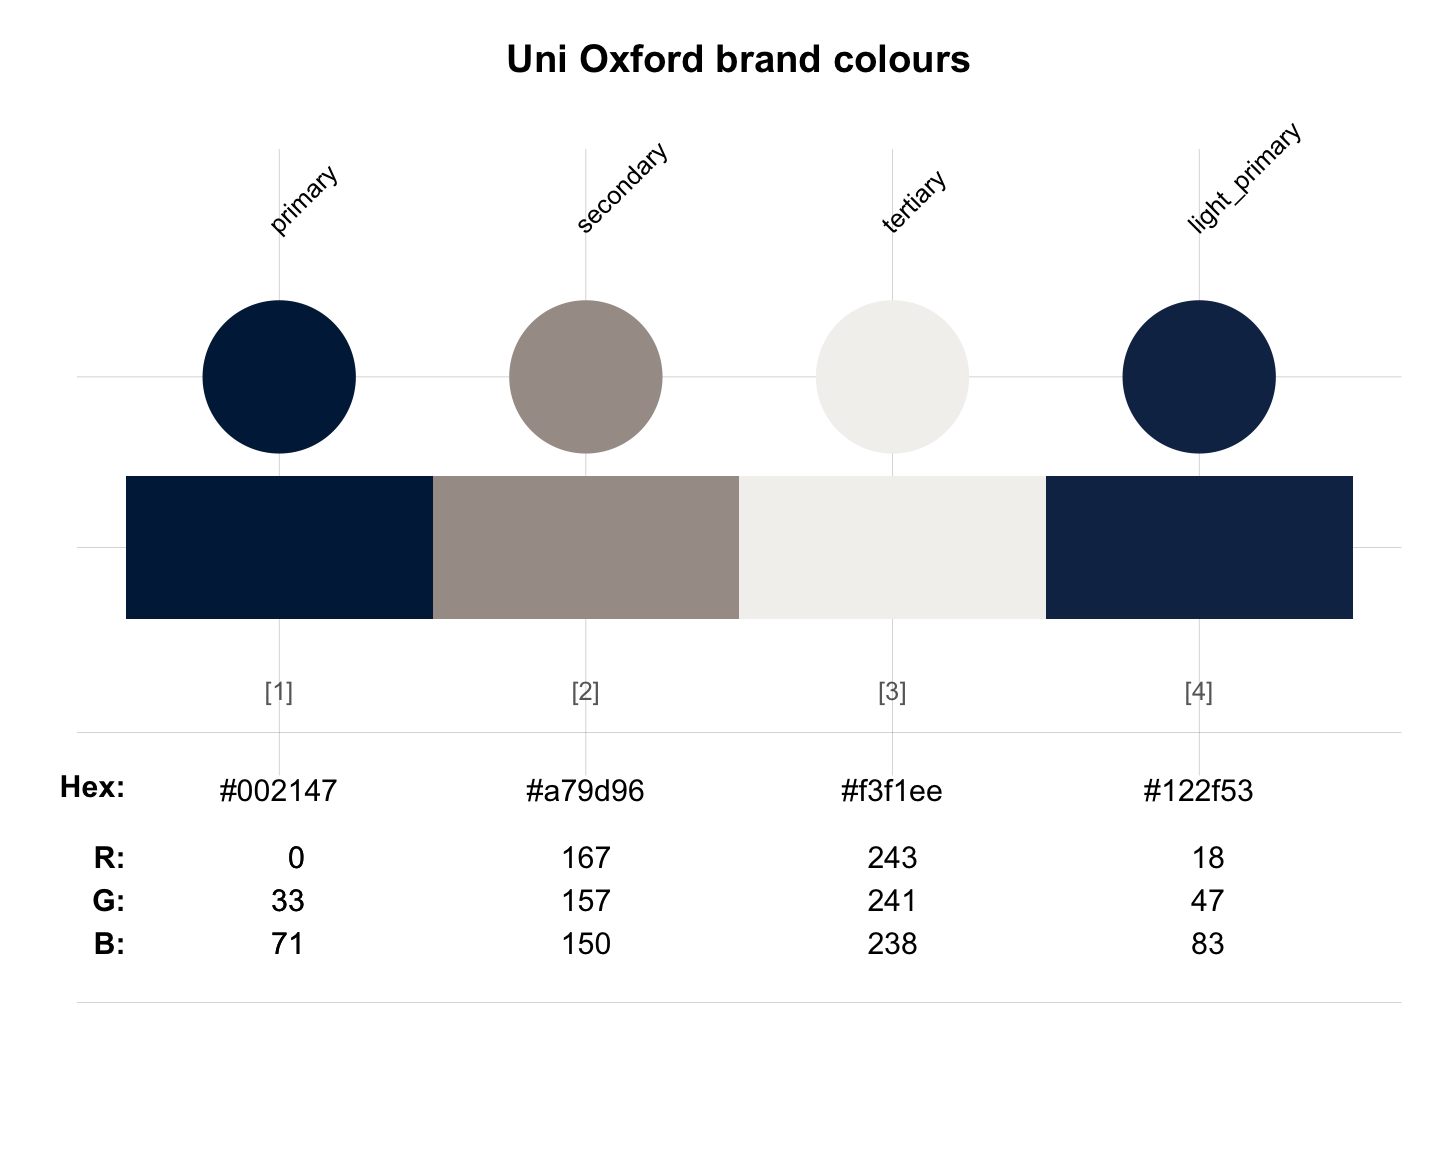 Uni Oxford brand colours
primary secondary tertiary light_primary
[1] [2] [3] [4]
Hex: #002147 #a79d96 #f3f1ee #122f53
R: 0 167 243 18
G: 33 157 241 47
B: 71 150 238 83